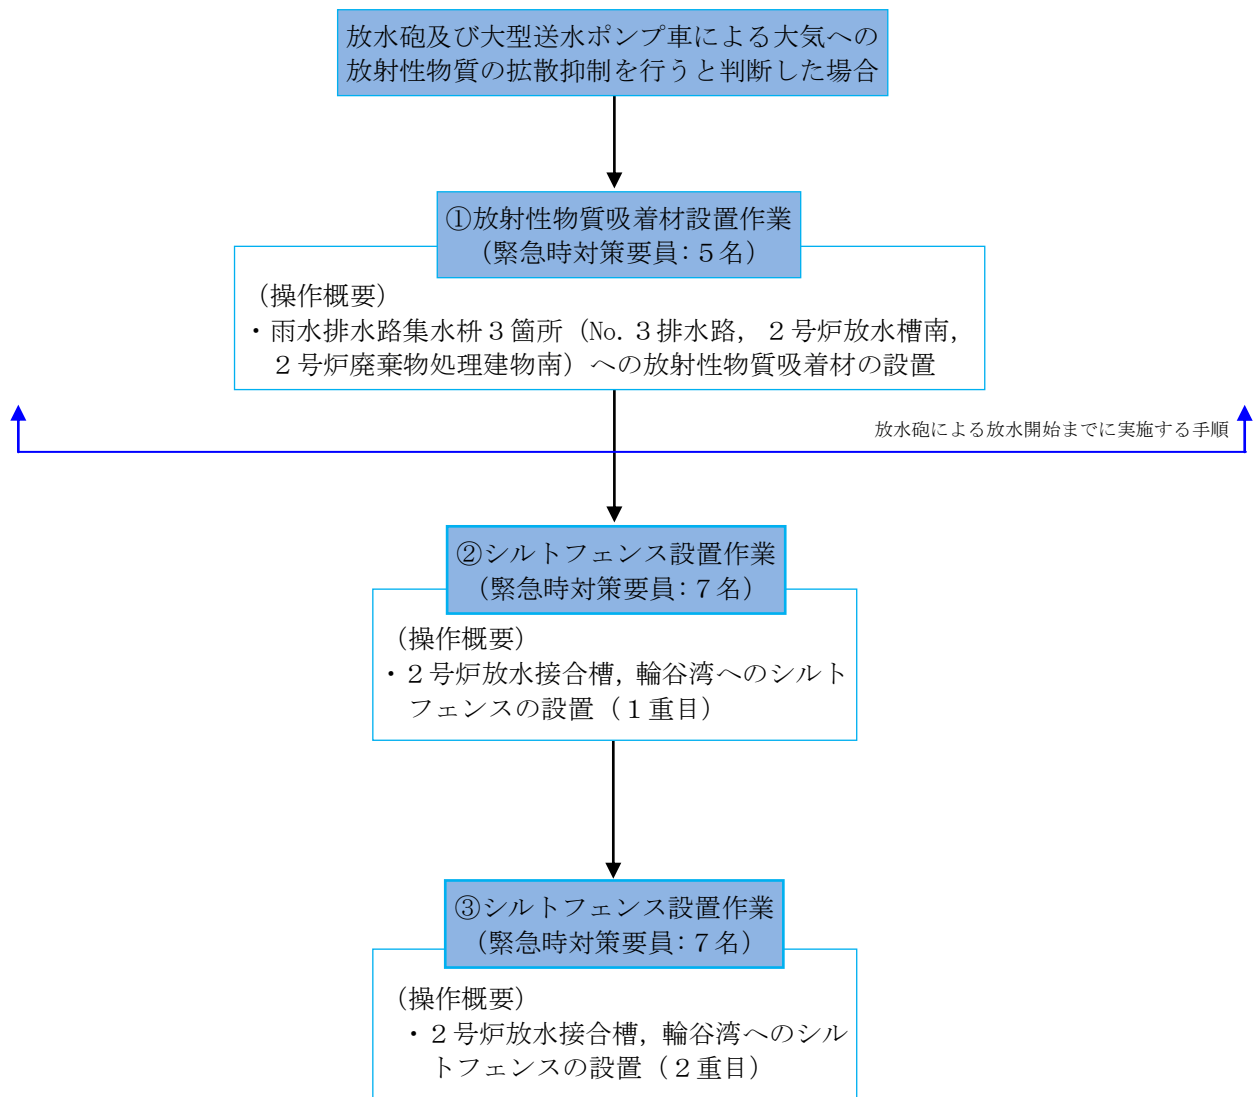 放水砲及び大型送水ポンプ車による大気への
放射性物質の拡散抑制を行うと判断した場合
①放射性物質吸着材設置作業
（緊急時対策要員：５名）
（操作概要）
・雨水排水路集水枡３箇所（No.３排水路，２号炉放水槽南，
２号炉廃棄物処理建物南）への放射性物質吸着材の設置
放水砲による放水開始までに実施する手順
②シルトフェンス設置作業
（緊急時対策要員：７名）
（操作概要）
・２号炉放水接合槽，輪谷湾へのシルト
フェンスの設置（１重目）
③シルトフェンス設置作業
（緊急時対策要員：７名）
（操作概要）
・２号炉放水接合槽，輪谷湾へのシル
トフェンスの設置（２重目）